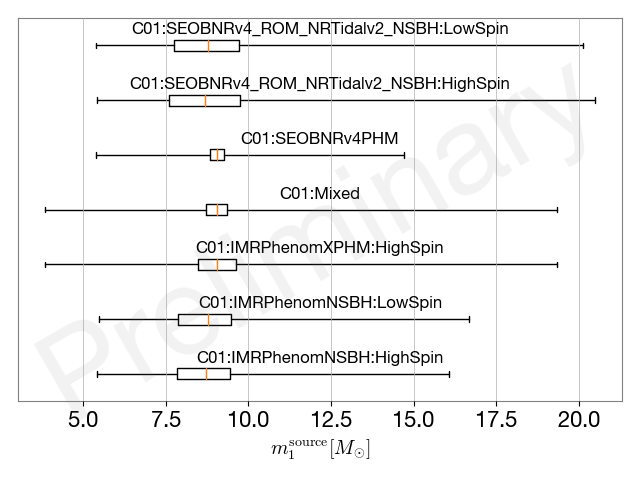 C01:SEOBNRv4_ROM_NRTidalv2_NSBH:LowSpin
C01:SEOBNRv4_ROM_NRTidalv2_NSBH:HighSpin
C01:SEOBNRv4PHM
C01:Mixed
C01:IMRPhenomXPHM:HighSpin
C01:IMRPhenomNSBH:LowSpin
C01:IMRPhenomNSBH:HighSpin
Preliminary
5.0 7.5 10.0 12.5 15.0 17.5 20.0
m₁^source [M⊙]